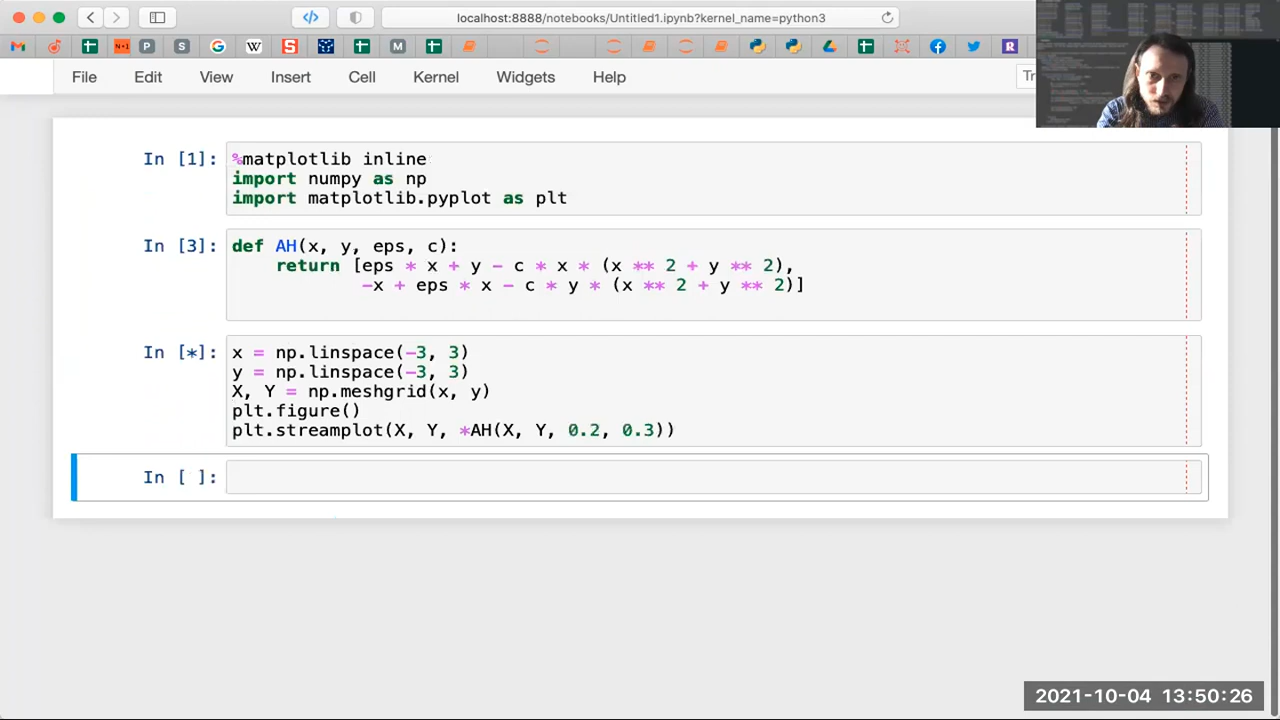 localhost:8888/notebooks/Untitled1.ipynb?kernel_name=python3
N+1 P S G W S M R
File Edit View Insert Cell Kernel Widgets Help
Tr
In [1]: %matplotlib inline
import numpy as np
import matplotlib.pyplot as plt
In [3]: def AH(x, y, eps, c):
return [eps * x + y - c * x * (x ** 2 + y ** 2),
-x + eps * x - c * y * (x ** 2 + y ** 2)]
In [*]: x = np.linspace(-3, 3)
y = np.linspace(-3, 3)
X, Y = np.meshgrid(x, y)
plt.figure()
plt.streamplot(X, Y, *AH(X, Y, 0.2, 0.3))
In [ ]:
2021-10-04 13:50:26